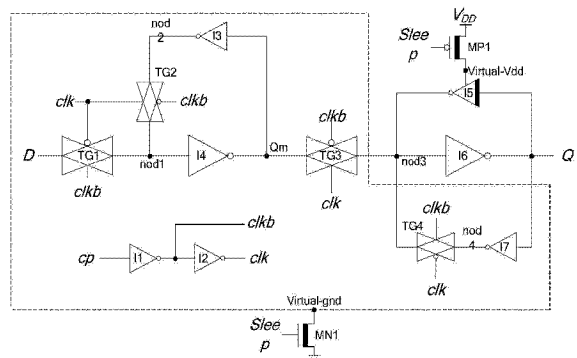 nod
2
I3
V_DD
Slee
p
MP1
Virtual-Vdd
I5
TG2
clk
clkb
D
TG1
nod1
I4
Qm
clkb
TG3
nod3
I6
Q
clkb
clk
TG4
clkb
nod
4
I7
clk
clkb
cp
I1
I2
clk
Virtual-gnd
Slee
p
MN1